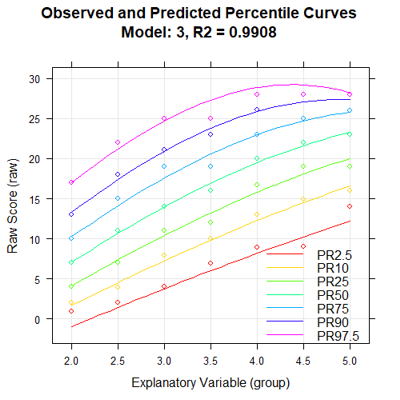 Observed and Predicted Percentile Curves
Model: 3, R2 = 0.9908
Raw Score (raw)
30
25
20
15
10
5
0
PR2.5
PR10
PR25
PR50
PR75
PR90
PR97.5
2.0 2.5 3.0 3.5 4.0 4.5 5.0
Explanatory Variable (group)